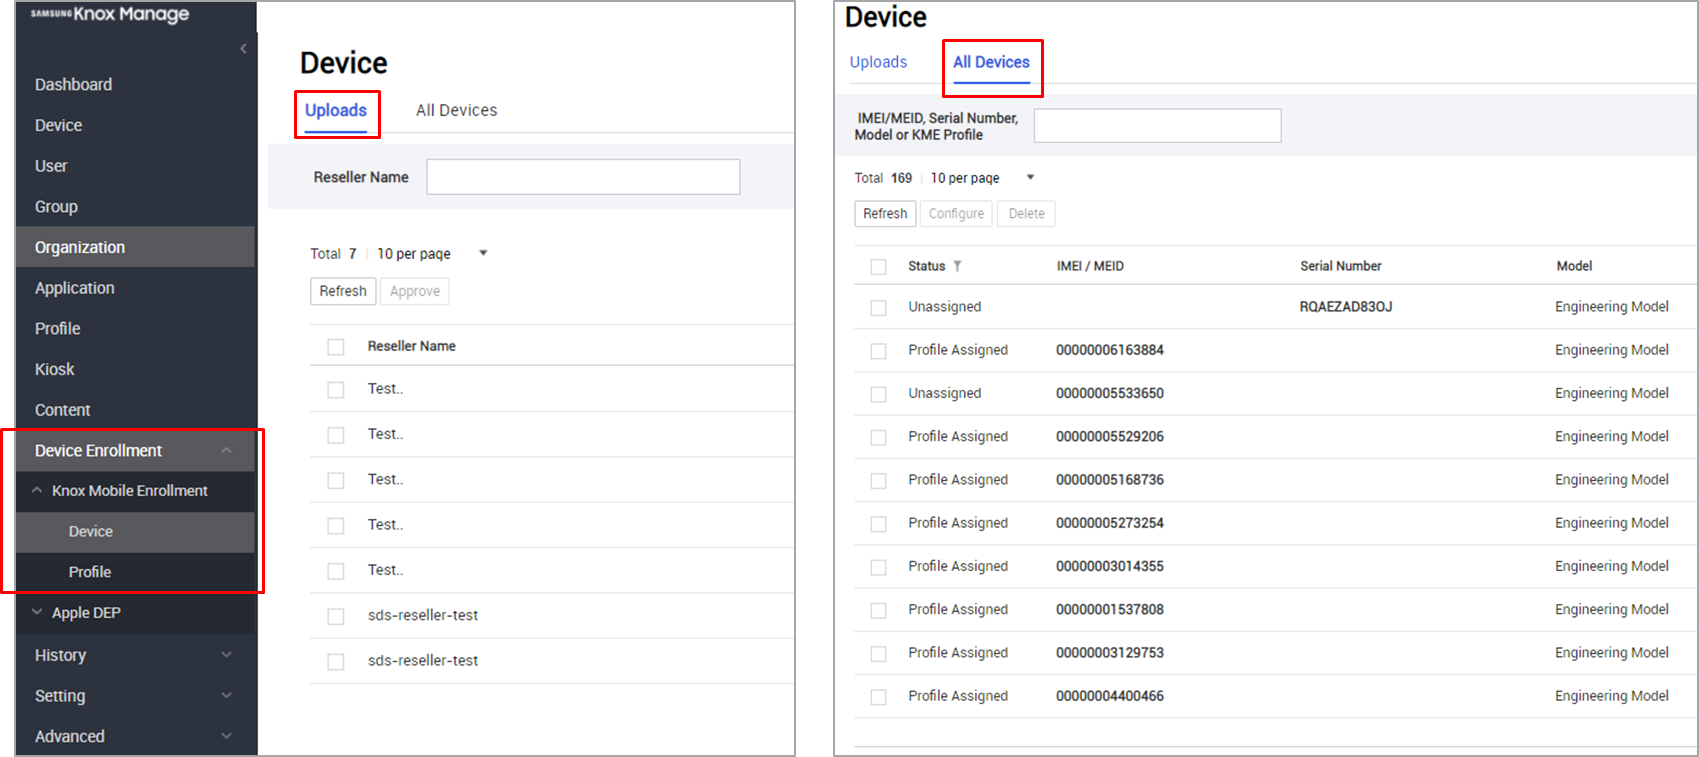 SAMSUNG Knox Manage
Dashboard
Device
User
Group
Organization
Application
Profile
Kiosk
Content
Device Enrollment
Knox Mobile Enrollment
Device
Profile
Apple DEP
History
Setting
Advanced
Device
Uploads All Devices
Reseller Name
Total 7 10 per page
Refresh Approve
Reseller Name
Test..
Test..
Test..
Test..
Test..
sds-reseller-test
sds-reseller-test
Device
Uploads All Devices
IMEI/MEID, Serial Number,
Model or KME Profile
Total 169 10 per page
Refresh Configure Delete
Status IMEI / MEID Serial Number Model
Unassigned RQAEZAD83OJ Engineering Model
Profile Assigned 00000006163884 Engineering Model
Unassigned 00000005533650 Engineering Model
Profile Assigned 00000005529206 Engineering Model
Profile Assigned 00000005168736 Engineering Model
Profile Assigned 00000005273254 Engineering Model
Profile Assigned 00000003014355 Engineering Model
Profile Assigned 00000001537808 Engineering Model
Profile Assigned 00000003129753 Engineering Model
Profile Assigned 00000004400466 Engineering Model